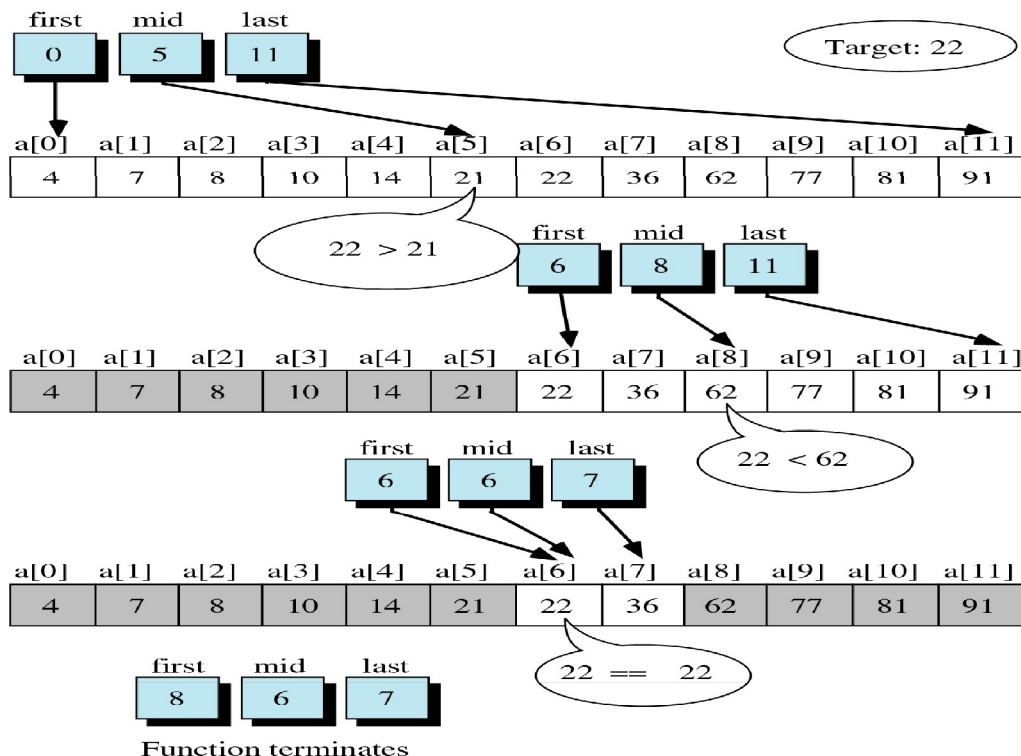 first mid last
0 5 11
Target: 22
a[0] a[1] a[2] a[3] a[4] a[5] a[6] a[7] a[8] a[9] a[10] a[11]
4 7 8 10 14 21 22 36 62 77 81 91
22 > 21
first mid last
6 8 11
a[0] a[1] a[2] a[3] a[4] a[5] a[6] a[7] a[8] a[9] a[10] a[11]
4 7 8 10 14 21 22 36 62 77 81 91
22 < 62
first mid last
6 6 7
a[0] a[1] a[2] a[3] a[4] a[5] a[6] a[7] a[8] a[9] a[10] a[11]
4 7 8 10 14 21 22 36 62 77 81 91
22 == 22
first mid last
8 6 7
Function terminates